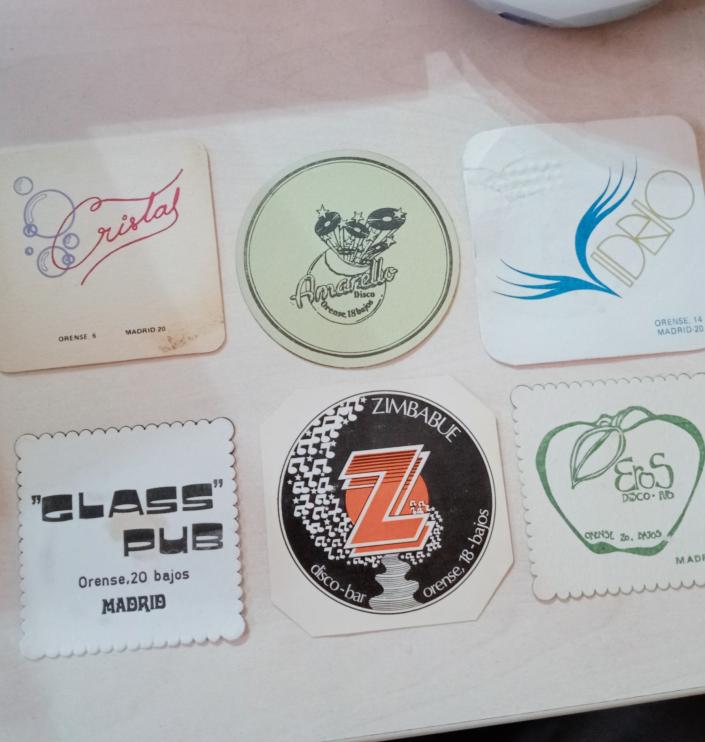 Cristal
ORENSE. 6 MADRID-20
Amarello
Disco
Orense, 18 bajos
IDRIO
ORENSE, 14
MADRID-20
"GLASS"
PUB
Orense,20 bajos
MADRID
ZIMBABUE
Z
disco-bar orense, 18-bajos
EroS
DISCO-PUB
ORENSE 20, BAJOS
MADR